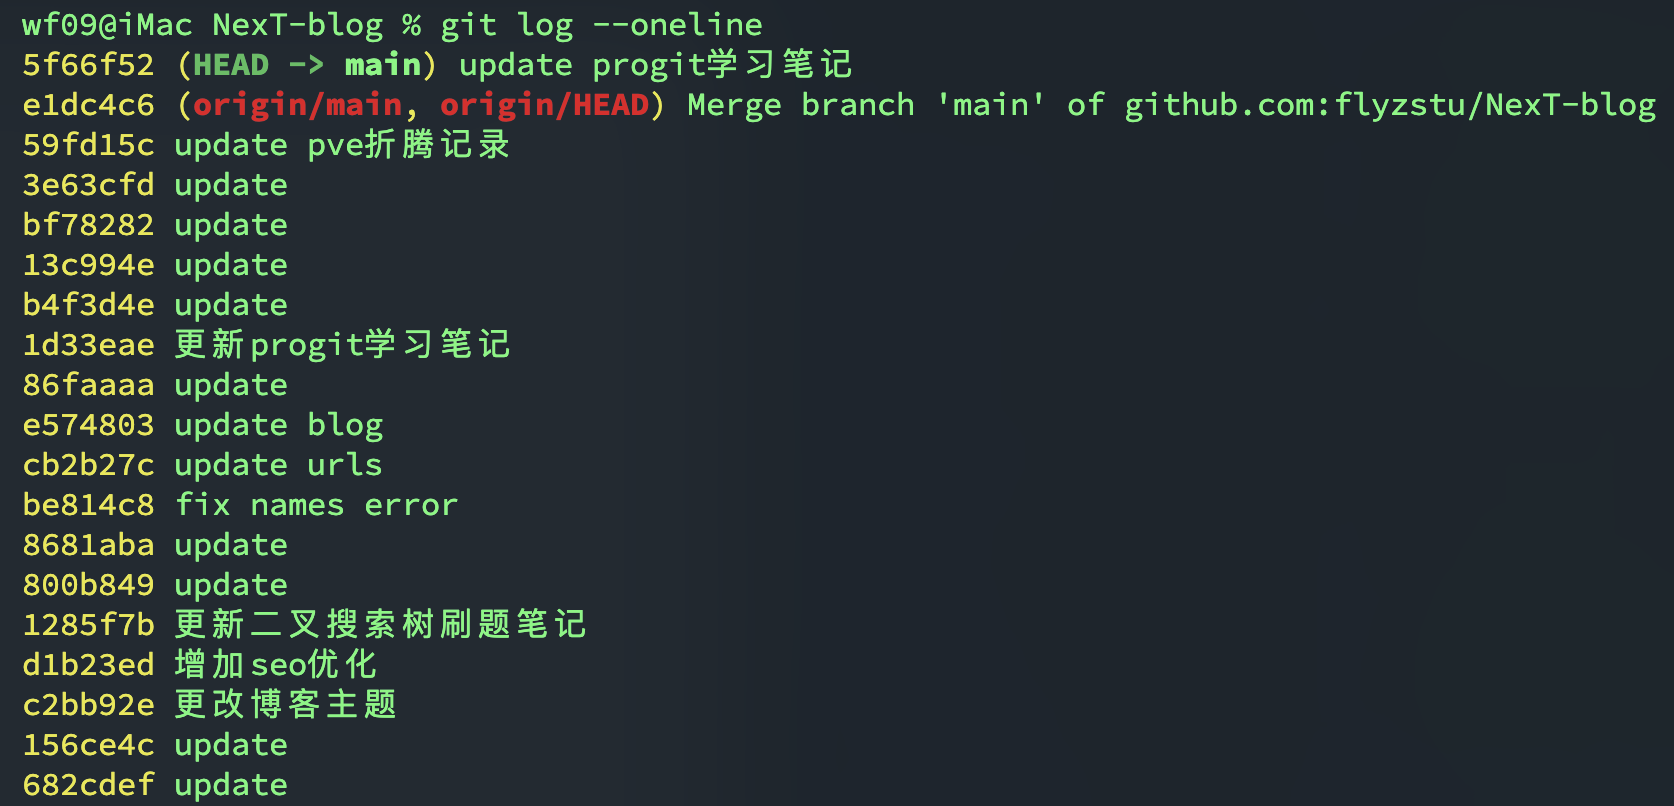 wf09@iMac NexT-blog % git log --oneline
5f66f52 (HEAD -> main) update progit学习笔记
e1dc4c6 (origin/main, origin/HEAD) Merge branch 'main' of github.com:flyzstu/NexT-blog
59fd15c update pve折腾记录
3e63cfd update
bf78282 update
13c994e update
b4f3d4e update
1d33eae 更新progit学习笔记
86faaaa update
e574803 update blog
cb2b27c update urls
be814c8 fix names error
8681aba update
800b849 update
1285f7b 更新二叉搜索树刷题笔记
d1b23ed 增加seo优化
c2bb92e 更改博客主题
156ce4c update
682cdef update